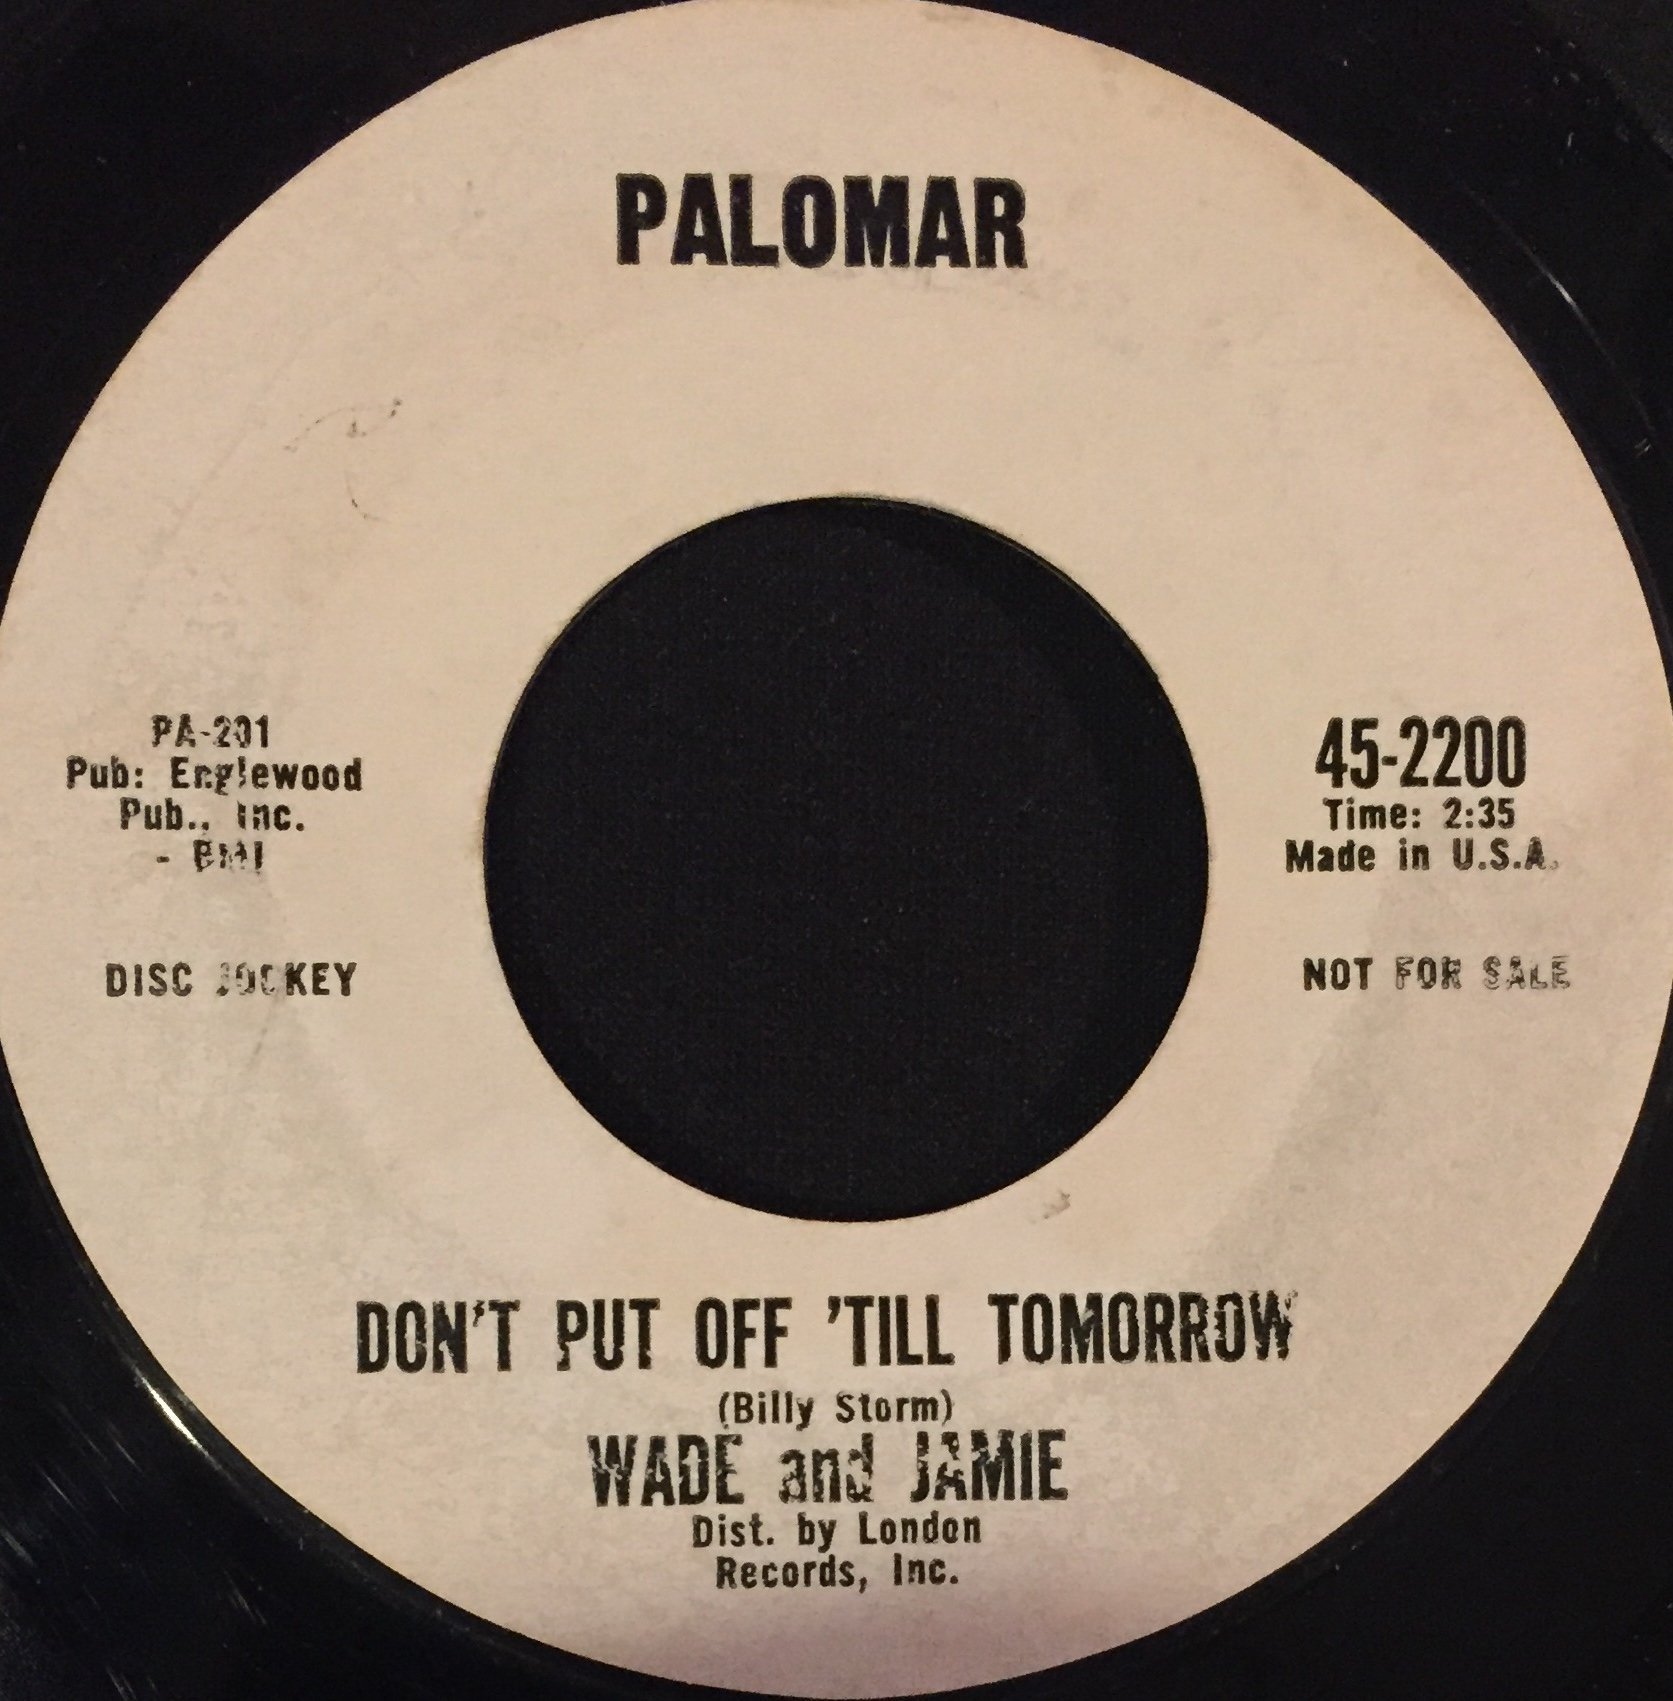 PALOMAR
PA-201
Pub: Englewood
Pub., Inc.
- BMI
DISC JOCKEY
45-2200
Time: 2:35
Made in U.S.A.
NOT FOR SALE
DON'T PUT OFF 'TILL TOMORROW
(Billy Storm)
WADE and JAMIE
Dist. by London
Records, Inc.